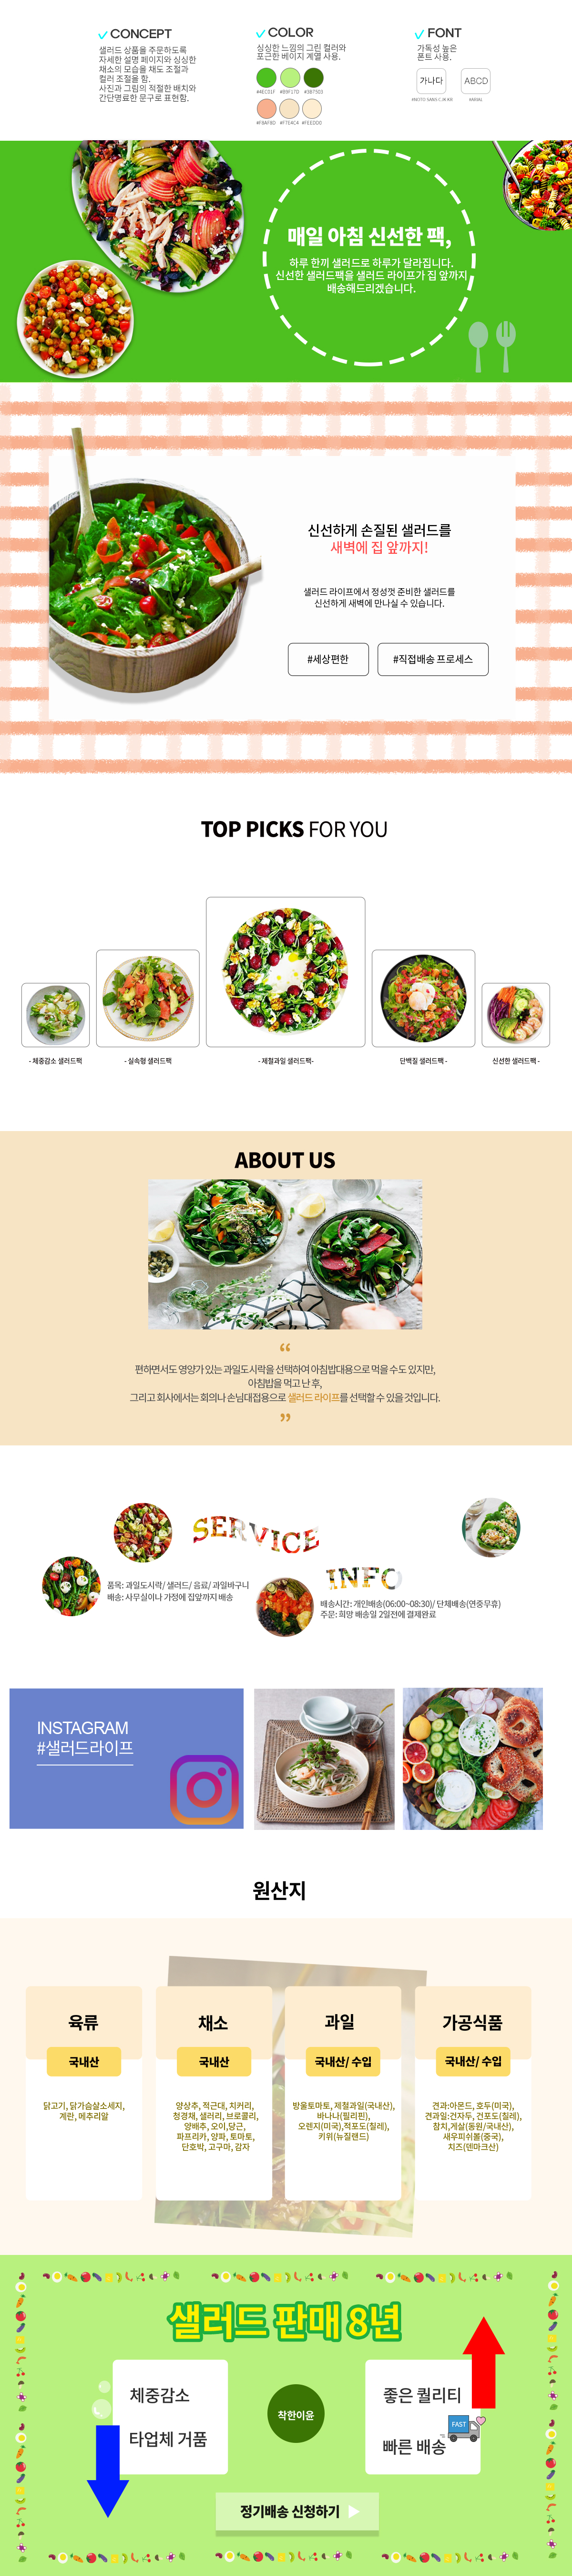 CONCEPT
샐러드 상품을 주문하도록
자세한 설명 페이지와 싱싱한
채소의 모습을 채도 조절과
컬러 조절을 함.
사진과 그림의 적절한 배치와
간단명료한 문구로 표현함.
COLOR
싱싱한 느낌의 그린 컬러와
포근한 베이지 계열 사용.
#4EC31F #B9F17D #3B7503
#F8AF8D #F7E4C4 #FEEDD0
FONT
가독성 높은
폰트 사용.
가나다 ABCD
#ARIAL
매일 아침 신선한 팩,
하루 한끼 샐러드로 하루가 달라집니다.
신선한 샐러드팩을 샐러드 라이프가 집 앞까지
배송해드리겠습니다.
신선하게 손질된 샐러드를
새벽에 집 앞까지!
샐러드 라이프에서 정성껏 준비한 샐러드를
신선하게 새벽에 만나실 수 있습니다.
#세상편한 #직접배송 프로세스
TOP PICKS FOR YOU
- 체중감소 샐러드팩
- 실속형 샐러드팩
- 제철과일 샐러드팩-
단백질 샐러드팩 -
신선한 샐러드팩 -
ABOUT US
“
편하면서도 영양가 있는 과일도시락을 선택하여 아침밥대용으로 먹을 수도 있지만,
아침밥을 먹고 난 후,
그리고 회사에서는 회의나 손님대접용으로 샐러드 라이프를 선택할 수 있을 것입니다.
”
SERVICE
품목: 과일도시락/ 샐러드/ 음료/ 과일바구니
배송: 사무실이나 가정에 집앞까지 배송
INFO
배송시간: 개인배송(06:00~08:30)/ 단체배송(연중무휴)
주문: 희망 배송일 2일전에 결제완료
INSTAGRAM
#샐러드라이프
원산지
육류
국내산
닭고기, 닭가슴살소세지,
계란, 메추리알
채소
국내산
양상추, 적근대, 치커리,
청경채, 샐러리, 브로콜리,
양배추, 오이,당근,
파프리카, 양파, 토마토,
단호박, 고구마, 감자
과일
국내산/ 수입
방울토마토, 제철과일(국내산),
바나나(필리핀),
오렌지(미국),적포도(칠레),
키위(뉴질랜드)
가공식품
국내산/ 수입
견과:아몬드, 호두(미국),
견과일:건자두, 건포도(칠레),
참치,게살(동원/국내산),
새우피쉬볼(중국),
치즈(덴마크산)
샐러드 판매 8년
체중감소
타업체 거품
착한이윤
좋은 퀄리티
FAST
빠른 배송
정기배송 신청하기